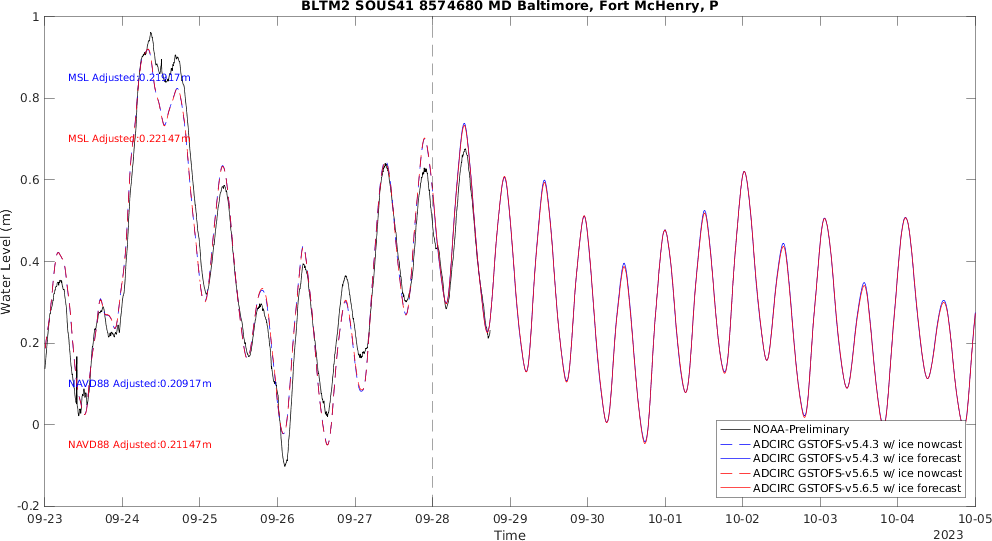 BLTM2 SOUS41 8574680 MD Baltimore, Fort McHenry, P
1
0.8
0.6
0.4
0.2
0
-0.2
Water Level (m)
MSL Adjusted:0.21917m
MSL Adjusted:0.22147m
NAVD88 Adjusted:0.20917m
NAVD88 Adjusted:0.21147m
NOAA-Preliminary
ADCIRC GSTOFS-v5.4.3 w/ ice nowcast
ADCIRC GSTOFS-v5.4.3 w/ ice forecast
ADCIRC GSTOFS-v5.6.5 w/ ice nowcast
ADCIRC GSTOFS-v5.6.5 w/ ice forecast
09-23 09-24 09-25 09-26 09-27 09-28 09-29 09-30 10-01 10-02 10-03 10-04 10-05
Time
2023